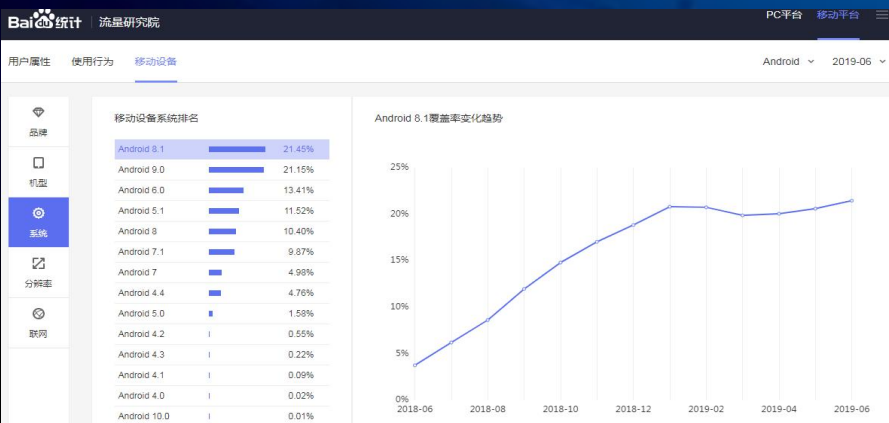 Bai du 统计 | 流量研究院
PC平台 移动平台
用户属性 使用行为 移动设备
Android 2019-06
品牌
机型
系统
分辨率
联网
移动设备系统排名
Android 8.1 21.45%
Android 9.0 21.15%
Android 6.0 13.41%
Android 5.1 11.52%
Android 8 10.40%
Android 7.1 9.87%
Android 7 4.98%
Android 4.4 4.76%
Android 5.0 1.58%
Android 4.2 0.55%
Android 4.3 0.22%
Android 4.1 0.09%
Android 4.0 0.02%
Android 10.0 0.01%
Android 8.1覆盖率变化趋势
25%
20%
15%
10%
5%
0%
2018-06 2018-08 2018-10 2018-12 2019-02 2019-04 2019-06